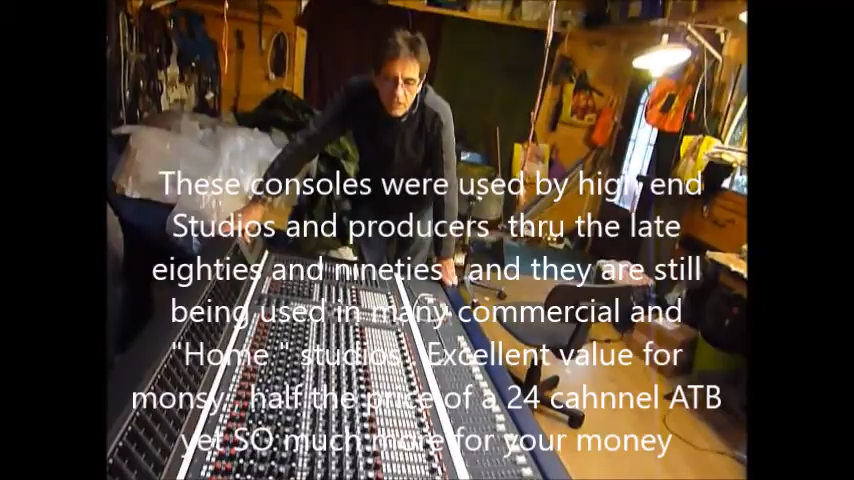 These consoles were used by high end
Studios and producers  thru the late
eighties and nineties , and they are still
being used in many commercial and
"Home " studios.  Excellent value for
monsy , half the price of a 24 cahnnel ATB
yet SO much more for your money